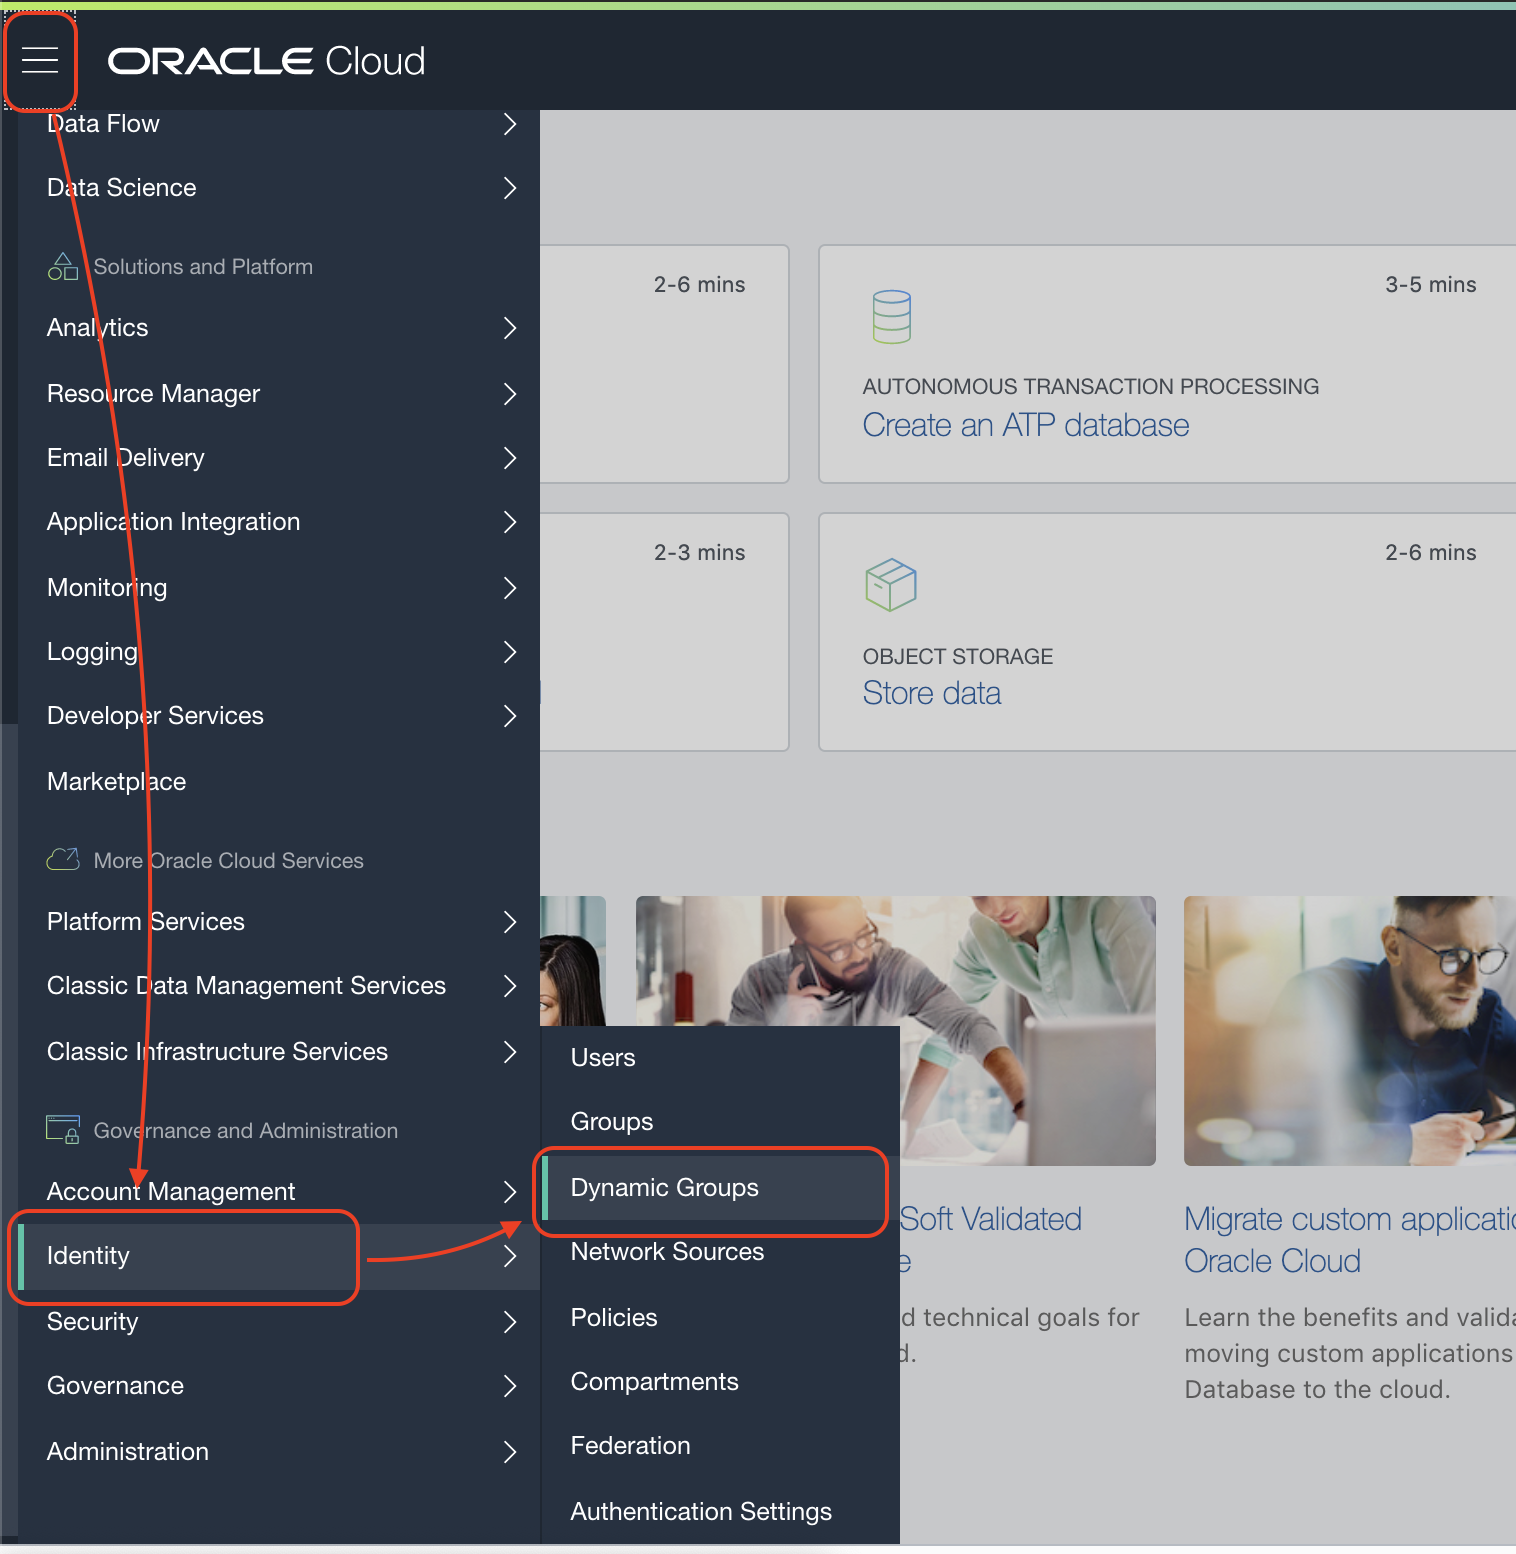 ORACLE Cloud
Data Flow
Data Science
Solutions and Platform
Analytics
Resource Manager
Email Delivery
Application Integration
Monitoring
Logging
Developer Services
Marketplace
More Oracle Cloud Services
Platform Services
Classic Data Management Services
Classic Infrastructure Services
Governance and Administration
Account Management
Identity
Security
Governance
Administration
Users
Groups
Dynamic Groups
Network Sources
Policies
Compartments
Federation
Authentication Settings
2-6 mins
3-5 mins
AUTONOMOUS TRANSACTION PROCESSING
Create an ATP database
2-3 mins
2-6 mins
OBJECT STORAGE
Store data
Soft Validated
e
d technical goals for
d.
Migrate custom applicatio
Oracle Cloud
Learn the benefits and valida
moving custom applications
Database to the cloud.